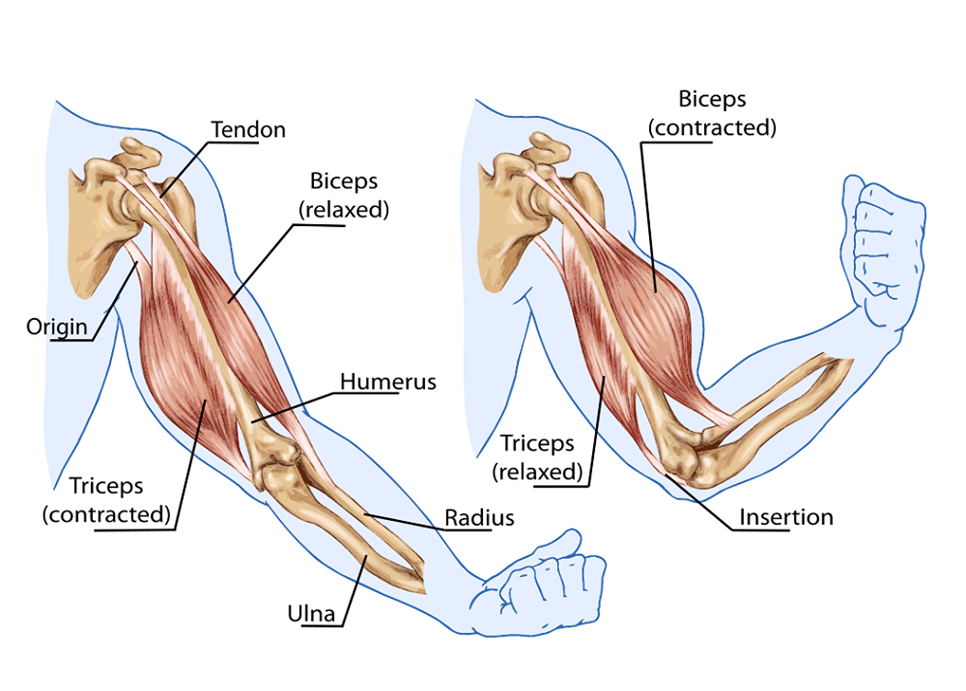 Tendon
Biceps
(relaxed)
Origin
Humerus
Triceps
(contracted)
Radius
Ulna
Biceps
(contracted)
Triceps
(relaxed)
Insertion